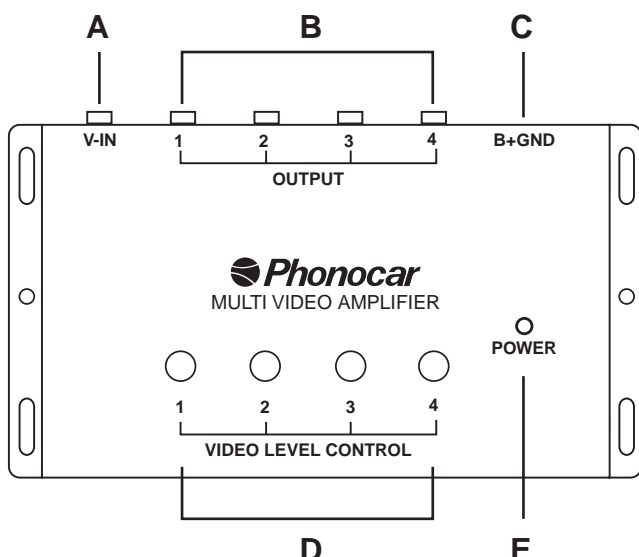 A B C
V-IN 1 2 3 4 B+GND
OUTPUT
Phonocar
MULTI VIDEO AMPLIFIER
POWER
1 2 3 4
VIDEO LEVEL CONTROL
D E